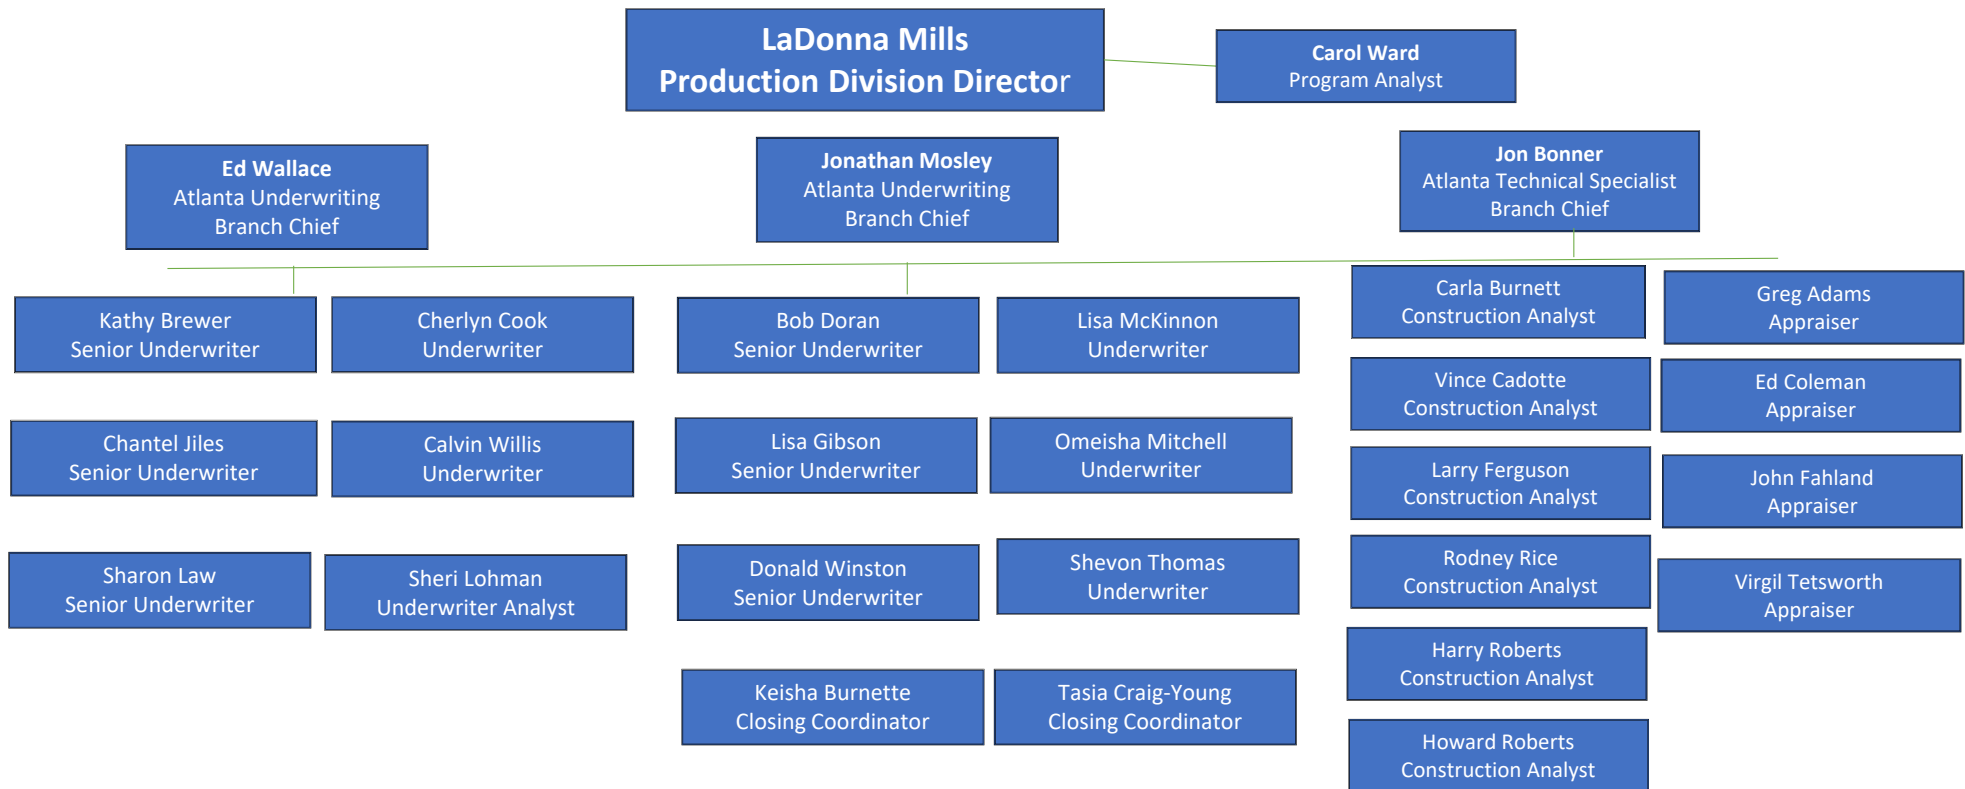 LaDonna Mills
Production Division Director
Carol Ward
Program Analyst
Ed Wallace
Atlanta Underwriting
Branch Chief
Jonathan Mosley
Atlanta Underwriting
Branch Chief
Jon Bonner
Atlanta Technical Specialist
Branch Chief
Kathy Brewer
Senior Underwriter
Cherlyn Cook
Underwriter
Chantel Jiles
Senior Underwriter
Calvin Willis
Underwriter
Sharon Law
Senior Underwriter
Sheri Lohman
Underwriter Analyst
Bob Doran
Senior Underwriter
Lisa McKinnon
Underwriter
Lisa Gibson
Senior Underwriter
Omeisha Mitchell
Underwriter
Donald Winston
Senior Underwriter
Shevon Thomas
Underwriter
Keisha Burnette
Closing Coordinator
Tasia Craig-Young
Closing Coordinator
Carla Burnett
Construction Analyst
Greg Adams
Appraiser
Vince Cadotte
Construction Analyst
Ed Coleman
Appraiser
Larry Ferguson
Construction Analyst
John Fahland
Appraiser
Rodney Rice
Construction Analyst
Virgil Tetsworth
Appraiser
Harry Roberts
Construction Analyst
Howard Roberts
Construction Analyst